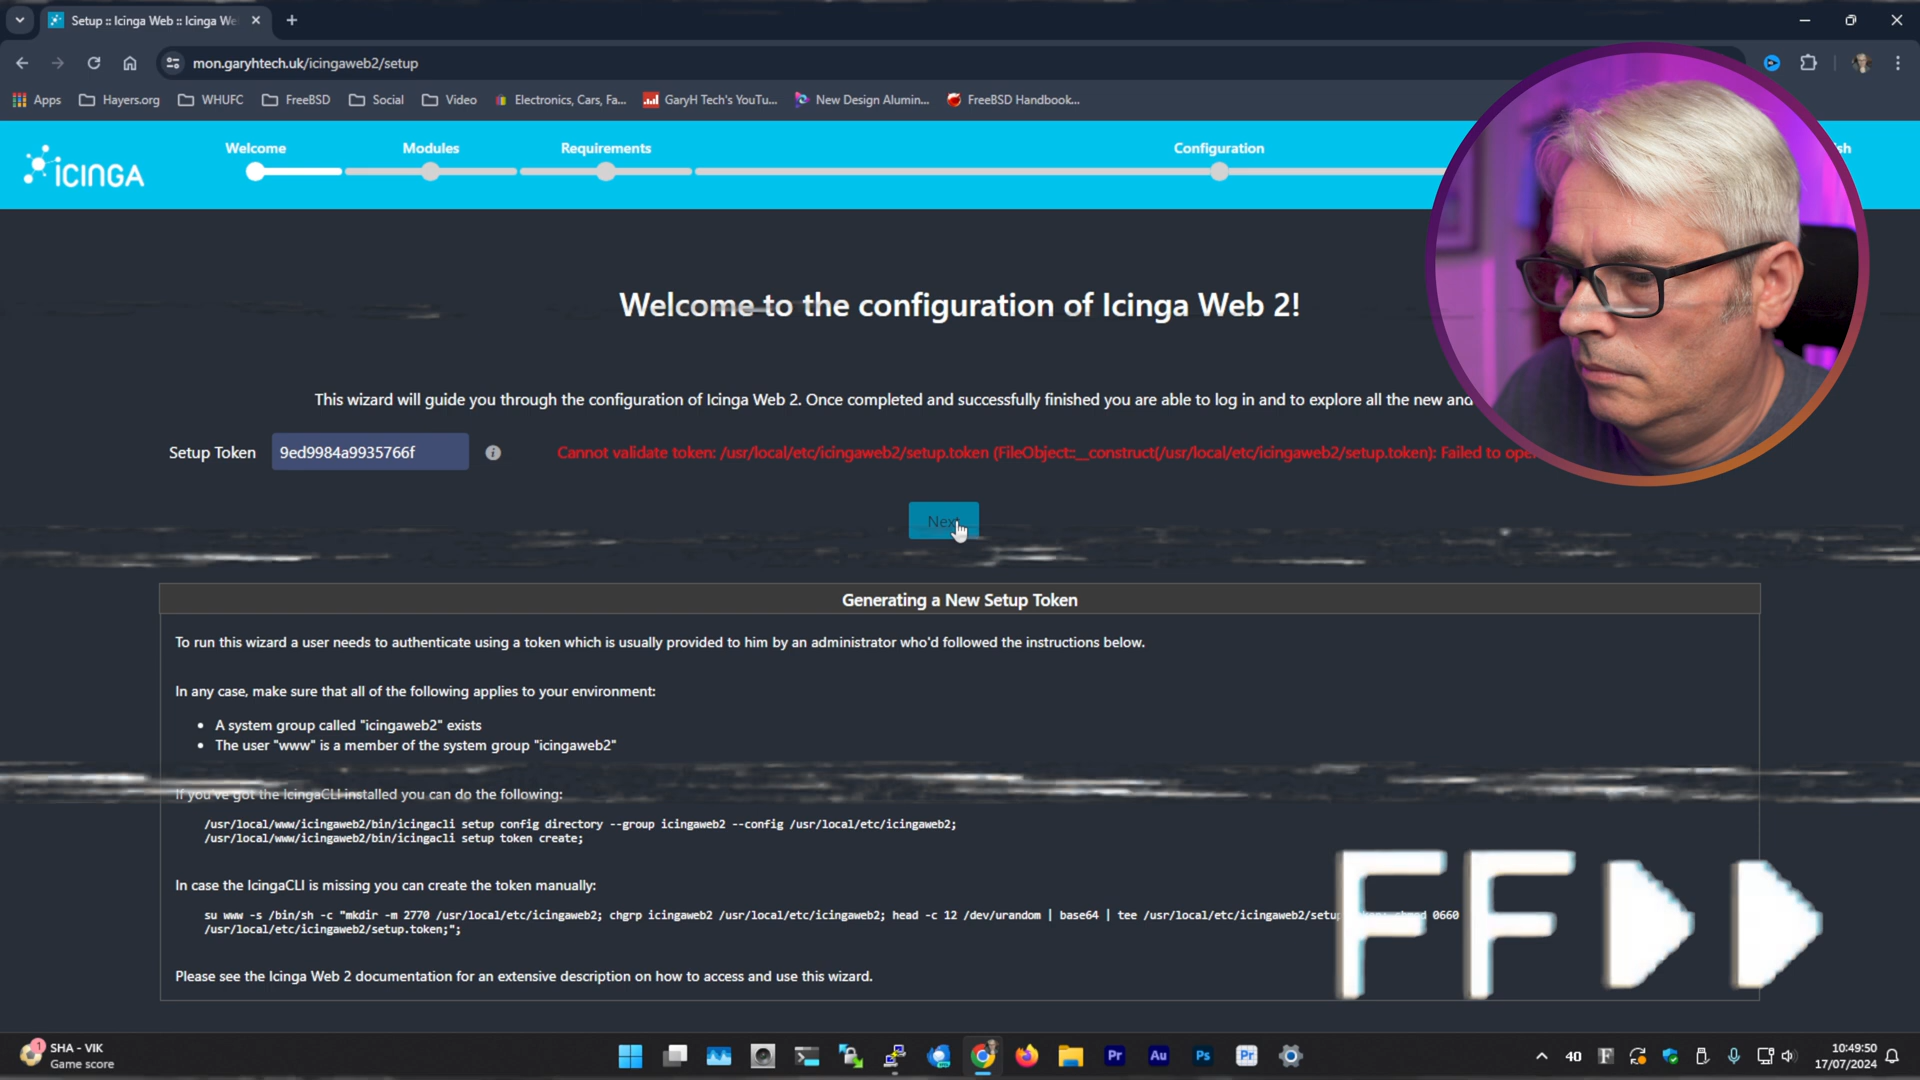 Setup :: Icinga Web :: Icinga We
mon.garyhtech.uk/icingaweb2/setup
Apps
Hayers.org
WHUFC
FreeBSD
Social
Video
Electronics, Cars, Fa...
GaryH Tech's YouTu...
New Design Alumin...
FreeBSD Handbook...
ICINGA
Welcome
Modules
Requirements
Configuration
sh
Welcome to the configuration of Icinga Web 2!
This wizard will guide you through the configuration of Icinga Web 2. Once completed and successfully finished you are able to log in and to explore all the new and
Setup Token
9ed9984a9935766f
Cannot validate token: /usr/local/etc/icingaweb2/setup.token (FileObject::__construct(/usr/local/etc/icingaweb2/setup.token): Failed to ope
Next
Generating a New Setup Token
To run this wizard a user needs to authenticate using a token which is usually provided to him by an administrator who'd followed the instructions below.
In any case, make sure that all of the following applies to your environment:
• A system group called "icingaweb2" exists
• The user "www" is a member of the system group "icingaweb2"
If you've got the IcingaCLI installed you can do the following:
/usr/local/www/icingaweb2/bin/icingacli setup config directory --group icingaweb2 --config /usr/local/etc/icingaweb2;
/usr/local/www/icingaweb2/bin/icingacli setup token create;
In case the IcingaCLI is missing you can create the token manually:
su www -s /bin/sh -c "mkdir -m 2770 /usr/local/etc/icingaweb2; chgrp icingaweb2 /usr/local/etc/icingaweb2; head -c 12 /dev/urandom | base64 | tee /usr/local/etc/icingaweb2/setup 0660
/usr/local/etc/icingaweb2/setup.token;";
Please see the Icinga Web 2 documentation for an extensive description on how to access and use this wizard.
FF
1
SHA - VIK
Game score
Pr
Au
Ps
Pr
40
F
10:49:50
17/07/2024